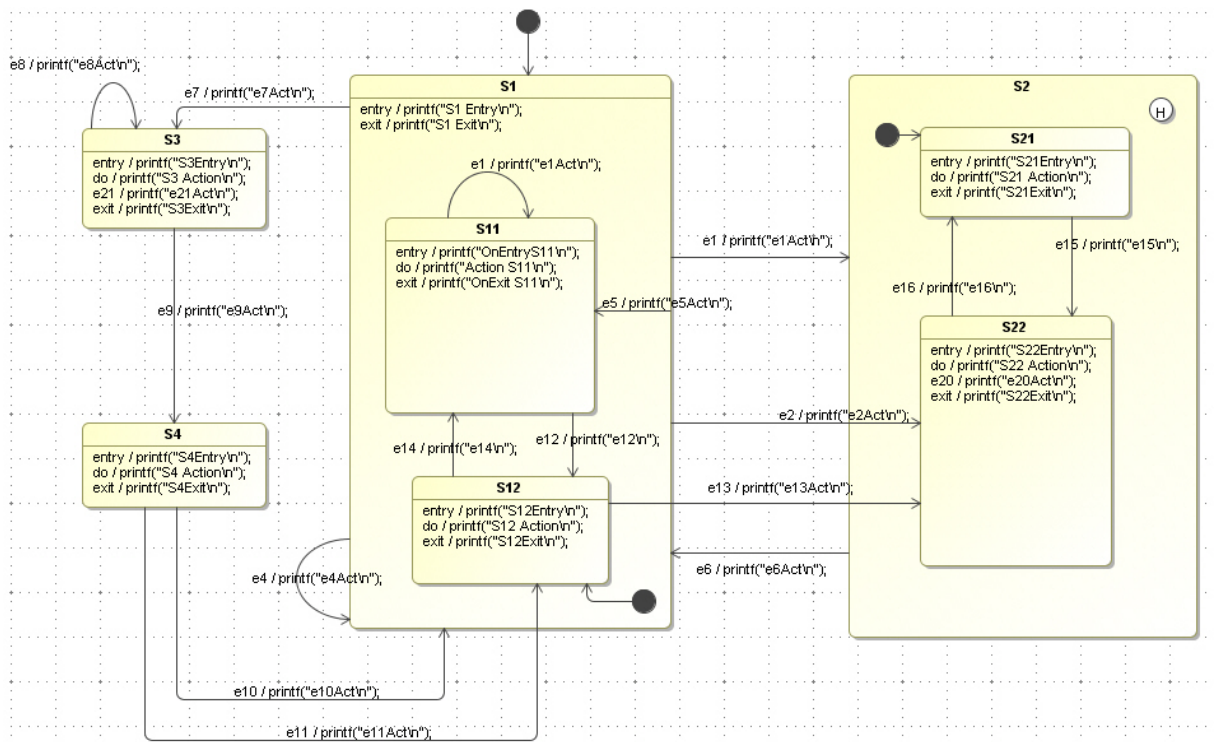 e8 / printf("e8Act\n");
e7 / printf("e7Act\n");
S3
entry / printf("S3Entry\n");
do / printf("S3 Action\n");
e21 / printf("e21Act\n");
exit / printf("S3Exit\n");
e9 / printf("e9Act\n");
S4
entry / printf("S4Entry\n");
do / printf("S4 Action\n");
exit / printf("S4Exit\n");
S1
entry / printf("S1 Entry\n");
exit / printf("S1 Exit\n");
e1 / printf("e1Act\n");
S11
entry / printf("OnEntryS11\n");
do / printf("Action S11\n");
exit / printf("OnExit S11\n");
e5 / printf("e5Act\n");
e14 / printf("e14\n");
e12 / printf("e12\n");
S12
entry / printf("S12Entry\n");
do / printf("S12 Action\n");
exit / printf("S12Exit\n");
e4 / printf("e4Act\n");
e10 / printf("e10Act\n");
e11 / printf("e11Act\n");
e1 / printf("e1Act\n");
e2 / printf("e2Act\n");
e13 / printf("e13Act\n");
e6 / printf("e6Act\n");
S2
H
S21
entry / printf("S21Entry\n");
do / printf("S21 Action\n");
exit / printf("S21Exit\n");
e15 / printf("e15\n");
e16 / printf("e16\n");
S22
entry / printf("S22Entry\n");
do / printf("S22 Action\n");
e20 / printf("e20Act\n");
exit / printf("S22Exit\n");